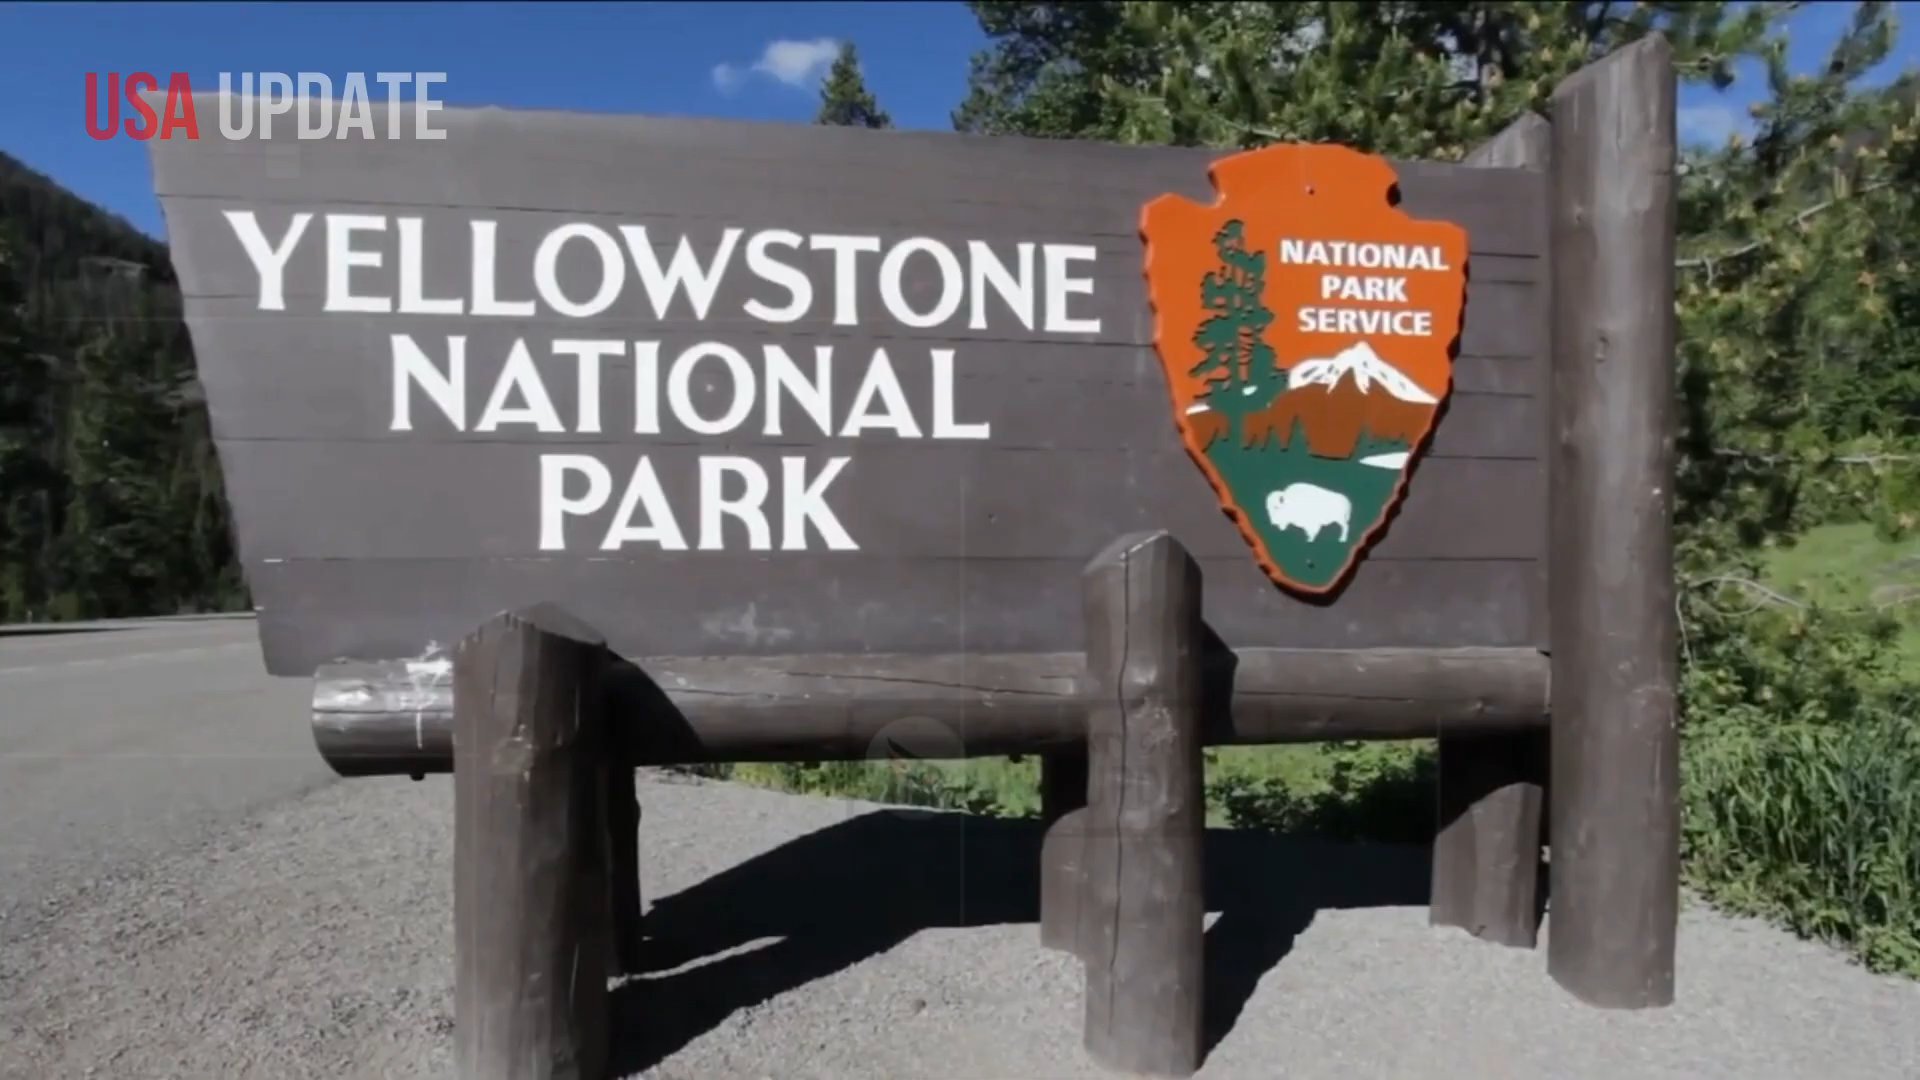 USA UPDATE
YELLOWSTONE
NATIONAL
PARK
NATIONAL
PARK
SERVICE